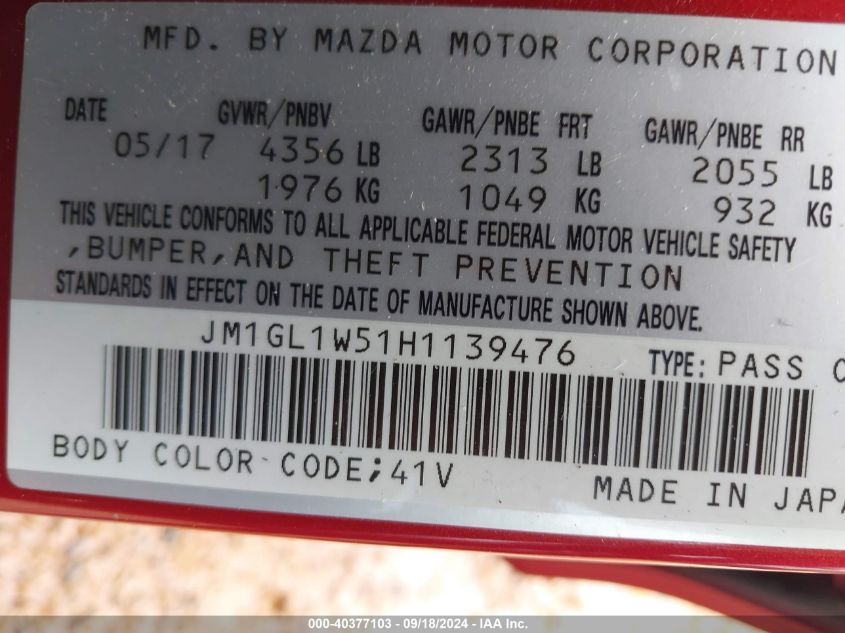 MFD. BY MAZDA MOTOR CORPORATION
DATE GVWR/PNBV GAWR/PNBE FRT GAWR/PNBE RR
05/17 4356 LB 2313 LB 2055 LB
1976 KG 1049 KG 932 KG
THIS VEHICLE CONFORMS TO ALL APPLICABLE FEDERAL MOTOR VEHICLE SAFETY
,BUMPER,AND THEFT PREVENTION
STANDARDS IN EFFECT ON THE DATE OF MANUFACTURE SHOWN ABOVE.
JM1GL1W51H1139476 TYPE: PASS C
BODY COLOR CODE;41V
MADE IN JAPA
000-40377103 - 09/18/2024 - IAA Inc.